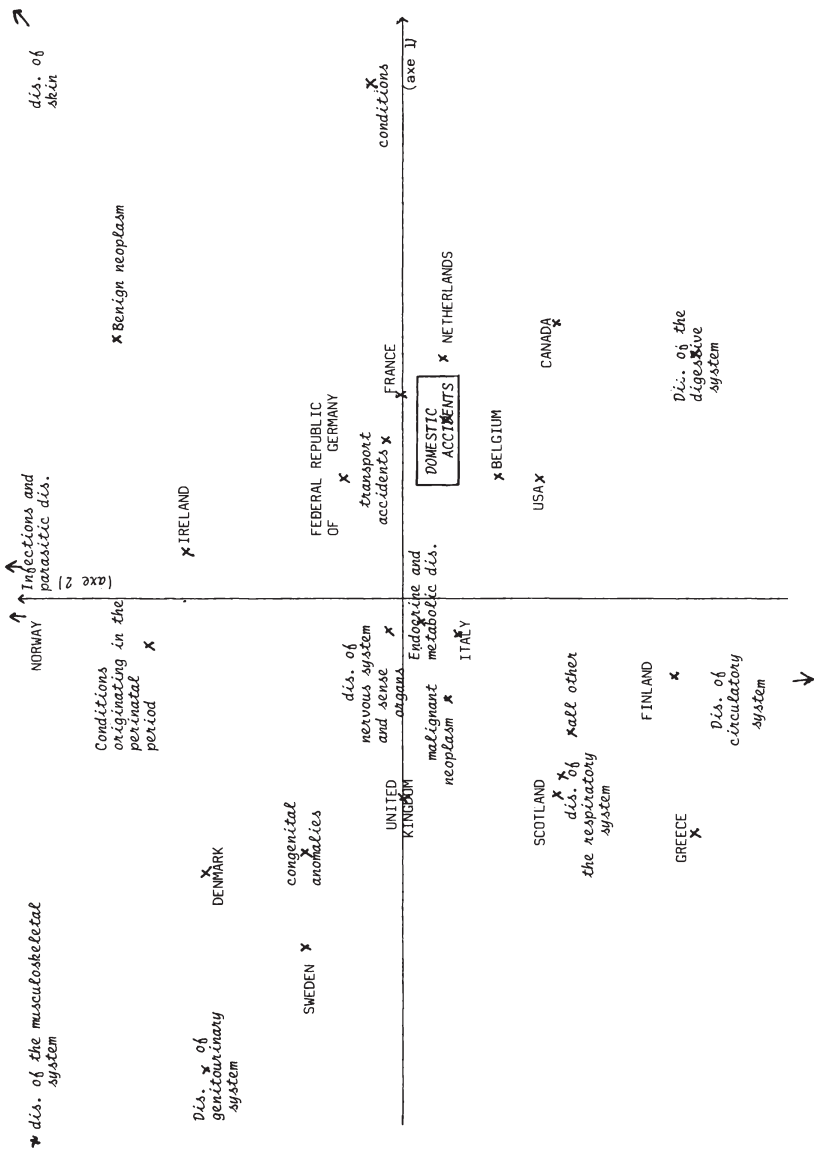 dis. of the musculoskeletal
system
NORWAY
Infections and
parasitic dis.
dis. of
skin
(axe 2)
Conditions
originating in the
perinatal
period
Benign neoplasm
IRELAND
Dis. of
genitourinary
system
DENMARK
SWEDEN
congenital
anomalies
FEDERAL REPUBLIC
OF GERMANY
dis. of
nervous system
and sense
organs
transport
accidents
conditions
(axe 1)
FRANCE
UNITED
KINGDOM
Endocrine and
metabolic dis.
malignant
neoplasm
ITALY
DOMESTIC
ACCIDENTS
NETHERLANDS
BELGIUM
USA
CANADA
SCOTLAND
all other
dis. of
the respiratory
system
FINLAND
GREECE
Dis. of
circulatory
system
Dis. of the
digestive
system